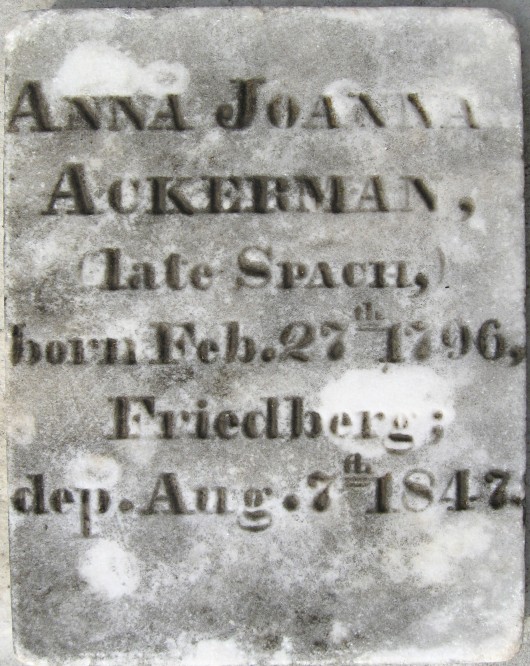 ANNA JOANNA
ACKERMAN,
(late SPACH,)
born Feb. 27th 1796,
Friedberg;
dep. Aug. 7th 1847.